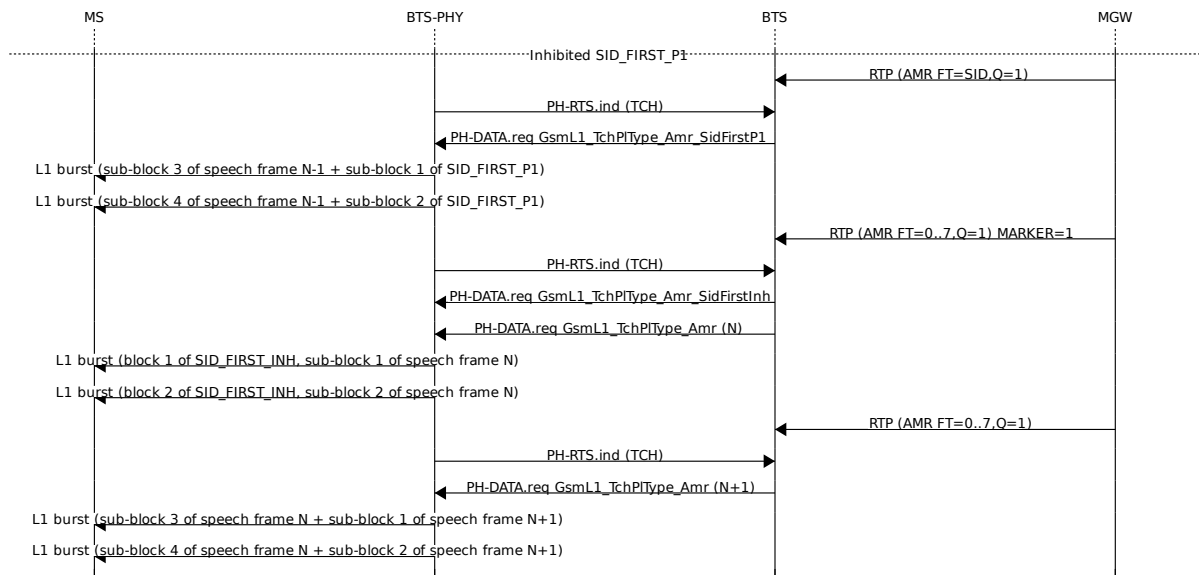 MS BTS-PHY BTS MGW
Inhibited SID_FIRST_P1
RTP (AMR FT=SID,Q=1)
PH-RTS.ind (TCH)
PH-DATA.req GsmL1_TchPlType_Amr_SidFirstP1
L1 burst (sub-block 3 of speech frame N-1 + sub-block 1 of SID_FIRST_P1)
L1 burst (sub-block 4 of speech frame N-1 + sub-block 2 of SID_FIRST_P1)
RTP (AMR FT=0..7,Q=1) MARKER=1
PH-RTS.ind (TCH)
PH-DATA.req GsmL1_TchPlType_Amr_SidFirstInh
PH-DATA.req GsmL1_TchPlType_Amr (N)
L1 burst (block 1 of SID_FIRST_INH, sub-block 1 of speech frame N)
L1 burst (block 2 of SID_FIRST_INH, sub-block 2 of speech frame N)
RTP (AMR FT=0..7,Q=1)
PH-RTS.ind (TCH)
PH-DATA.req GsmL1_TchPlType_Amr (N+1)
L1 burst (sub-block 3 of speech frame N + sub-block 1 of speech frame N+1)
L1 burst (sub-block 4 of speech frame N + sub-block 2 of speech frame N+1)